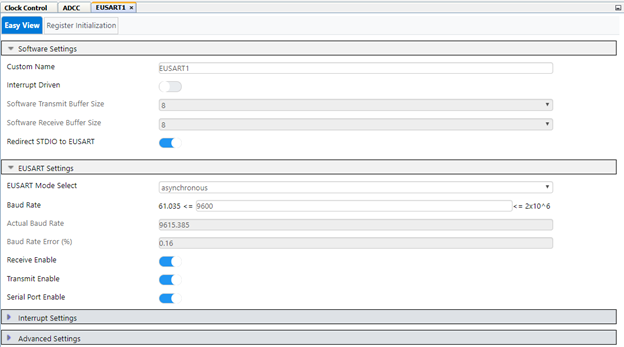 Clock Control ADCC EUSART1 ×
Easy View Register Initialization
Software Settings
Custom Name EUSART1
Interrupt Driven
Software Transmit Buffer Size 8
Software Receive Buffer Size 8
Redirect STDIO to EUSART
EUSART Settings
EUSART Mode Select asynchronous
Baud Rate 61.035 <= 9600 <= 2x10^6
Actual Baud Rate 9615.385
Baud Rate Error (%) 0.16
Receive Enable
Transmit Enable
Serial Port Enable
Interrupt Settings
Advanced Settings